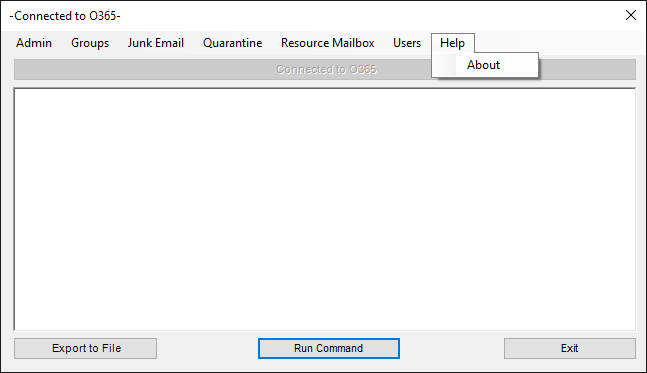 -Connected to O365-
Admin Groups Junk Email Quarantine Resource Mailbox Users Help
About
Connected to O365
Export to File Run Command Exit